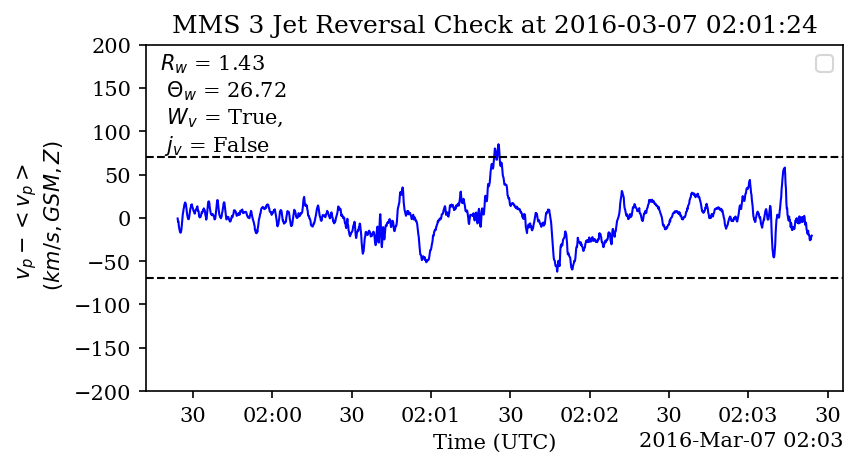 MMS 3 Jet Reversal Check at 2016-03-07 02:01:24
R_w = 1.43
Θ_w = 26.72
W_v = True,
j_v = False
v_p − < v_p >
(km/s, GSM, Z)
200
150
100
50
0
−50
−100
−150
−200
30
02:00
30
02:01
30
02:02
30
02:03
30
Time (UTC)
2016-Mar-07 02:03